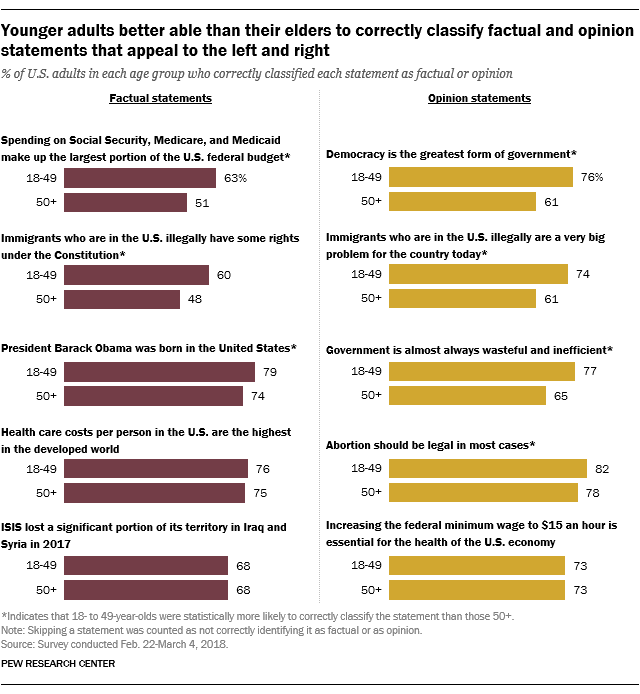 Younger adults better able than their elders to correctly classify factual and opinion
statements that appeal to the left and right
% of U.S. adults in each age group who correctly classified each statement as factual or opinion
Factual statements
Spending on Social Security, Medicare, and Medicaid
make up the largest portion of the U.S. federal budget*
18-49 63%
50+ 51
Immigrants who are in the U.S. illegally have some rights
under the Constitution*
18-49 60
50+ 48
President Barack Obama was born in the United States*
18-49 79
50+ 74
Health care costs per person in the U.S. are the highest
in the developed world
18-49 76
50+ 75
ISIS lost a significant portion of its territory in Iraq and
Syria in 2017
18-49 68
50+ 68
Opinion statements
Democracy is the greatest form of government*
18-49 76%
50+ 61
Immigrants who are in the U.S. illegally are a very big
problem for the country today*
18-49 74
50+ 61
Government is almost always wasteful and inefficient*
18-49 77
50+ 65
Abortion should be legal in most cases*
18-49 82
50+ 78
Increasing the federal minimum wage to $15 an hour is
essential for the health of the U.S. economy
18-49 73
50+ 73
*Indicates that 18- to 49-year-olds were statistically more likely to correctly classify the statement than those 50+.
Note: Skipping a statement was counted as not correctly identifying it as factual or as opinion.
Source: Survey conducted Feb. 22-March 4, 2018.
PEW RESEARCH CENTER